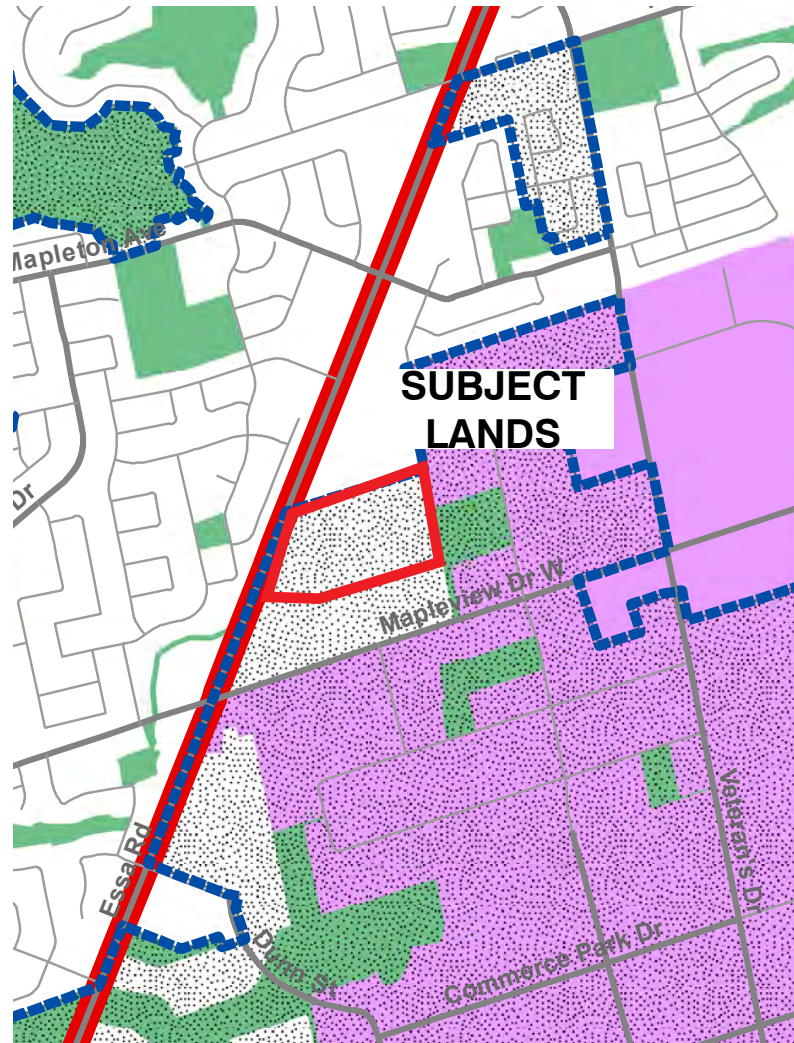 Mapleton Ave
SUBJECT
LANDS
Dr
Mapleview Dr W
Essa Rd
Veteran's Dr
Dunn St
Commerce Park Dr